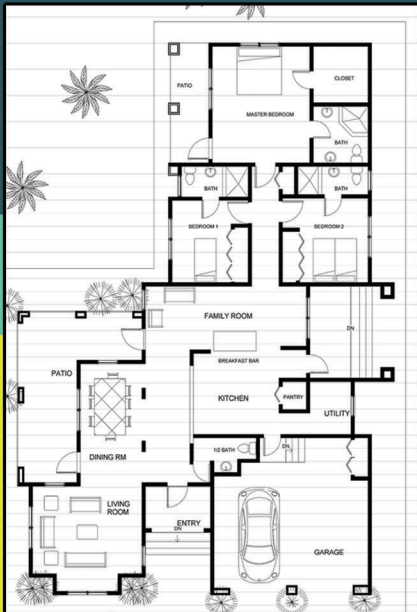 PATIO
CLOSET
MASTER BEDROOM
BATH
BATH
BATH
BEDROOM 1
BEDROOM 2
FAMILY ROOM
DN
BREAKFAST BAR
PATIO
KITCHEN
PANTRY
UTILITY
DINING RM
1/2 BATH
DN
LIVING
ROOM
ENTRY
DN
GARAGE